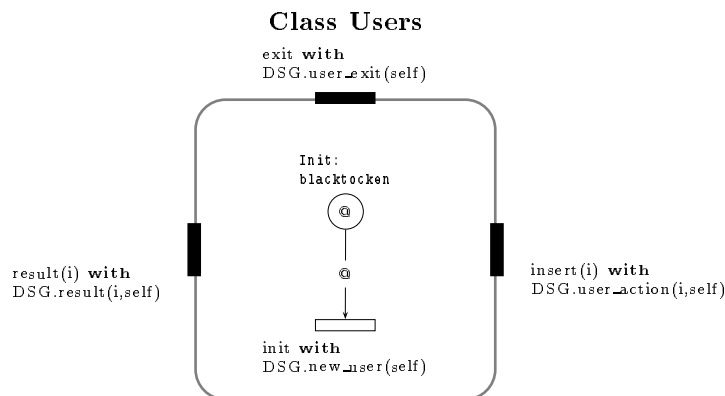 Class Users
exit with
DSG.user_exit(self)
Init:
blacktocken
@
@
result(i) with
DSG.result(i,self)
insert(i) with
DSG.user_action(i,self)
init with
DSG.new_user(self)